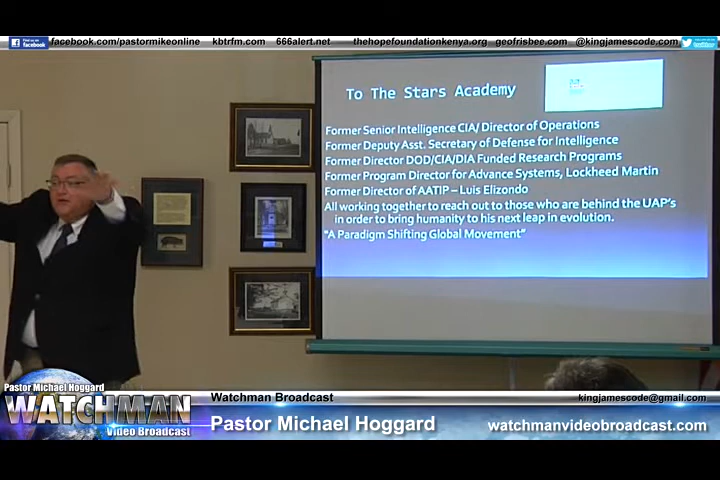 Find us on facebook facebook.com/pastormikeonline kbtrfm.com 666alert.net thehopefoundationkenya.org geofrisbee.com @kingjamescode.com
To The Stars Academy
Former Senior Intelligence CIA/ Director of Operations
Former Deputy Asst. Secretary of Defense for Intelligence
Former Director DOD/CIA/DIA Funded Research Programs
Former Program Director for Advance Systems, Lockheed Martin
Former Director of AATIP – Luis Elizondo
All working together to reach out to those who are behind the UAP's
in order to bring humanity to his next leap in evolution.
"A Paradigm Shifting Global Movement"
Pastor Michael Hoggard
WATCHMAN
Video Broadcast
Watchman Broadcast kingjamescode@gmail.com
Pastor Michael Hoggard watchmanvideobroadcast.com